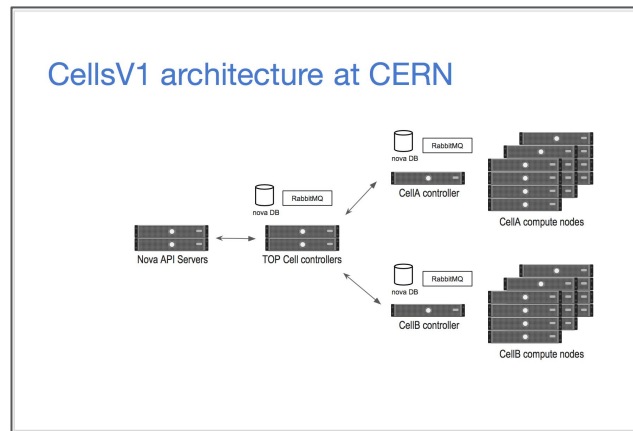 CellsV1 architecture at CERN
nova DB
RabbitMQ
CellA controller
CellA compute nodes
nova DB
RabbitMQ
Nova API Servers
TOP Cell controllers
nova DB
RabbitMQ
CellB controller
CellB compute nodes